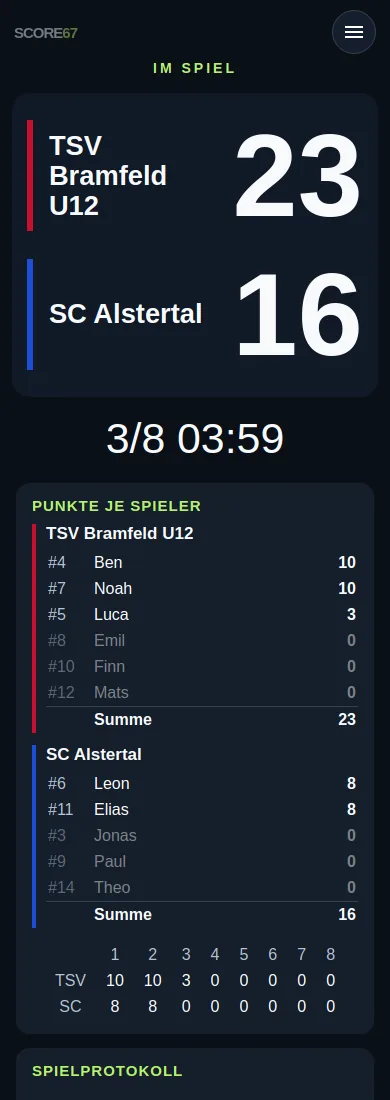 SCORE67
IM SPIEL
TSV
Bramfeld
U12
23
SC Alstertal
16
3/8 03:59
PUNKTE JE SPIELER
TSV Bramfeld U12
#4 Ben 10
#7 Noah 10
#5 Luca 3
#8 Emil 0
#10 Finn 0
#12 Mats 0
Summe 23
SC Alstertal
#6 Leon 8
#11 Elias 8
#3 Jonas 0
#9 Paul 0
#14 Theo 0
Summe 16
1 2 3 4 5 6 7 8
TSV 10 10 3 0 0 0 0 0
SC 8 8 0 0 0 0 0 0
SPIELPROTOKOLL